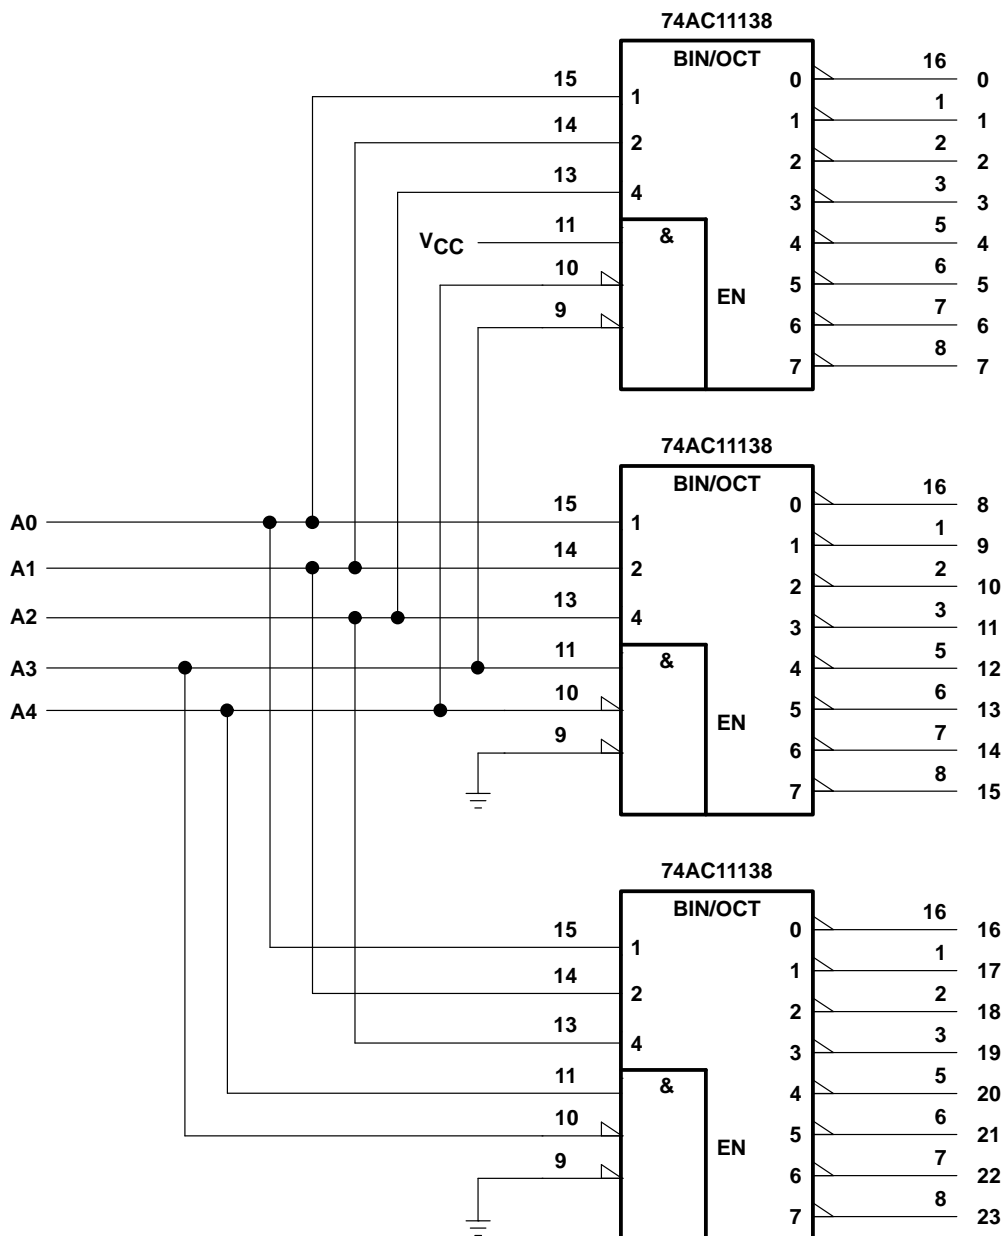 74AC11138
BIN/OCT
15 1 0 16 0
14 2 1 1 1
13 4 2 2 2
3 3 3
VCC 11 & 4 5 4
10 EN 5 6 5
9 6 7 6
7 8 7
74AC11138
BIN/OCT
A0 15 1 0 16 8
A1 14 2 1 1 9
A2 13 4 2 2 10
3 3 11
A3 11 & 4 5 12
A4 10 EN 5 6 13
9 6 7 14
7 8 15
74AC11138
BIN/OCT
15 1 0 16 16
14 2 1 1 17
13 4 2 2 18
3 3 19
11 & 4 5 20
10 EN 5 6 21
9 6 7 22
7 8 23